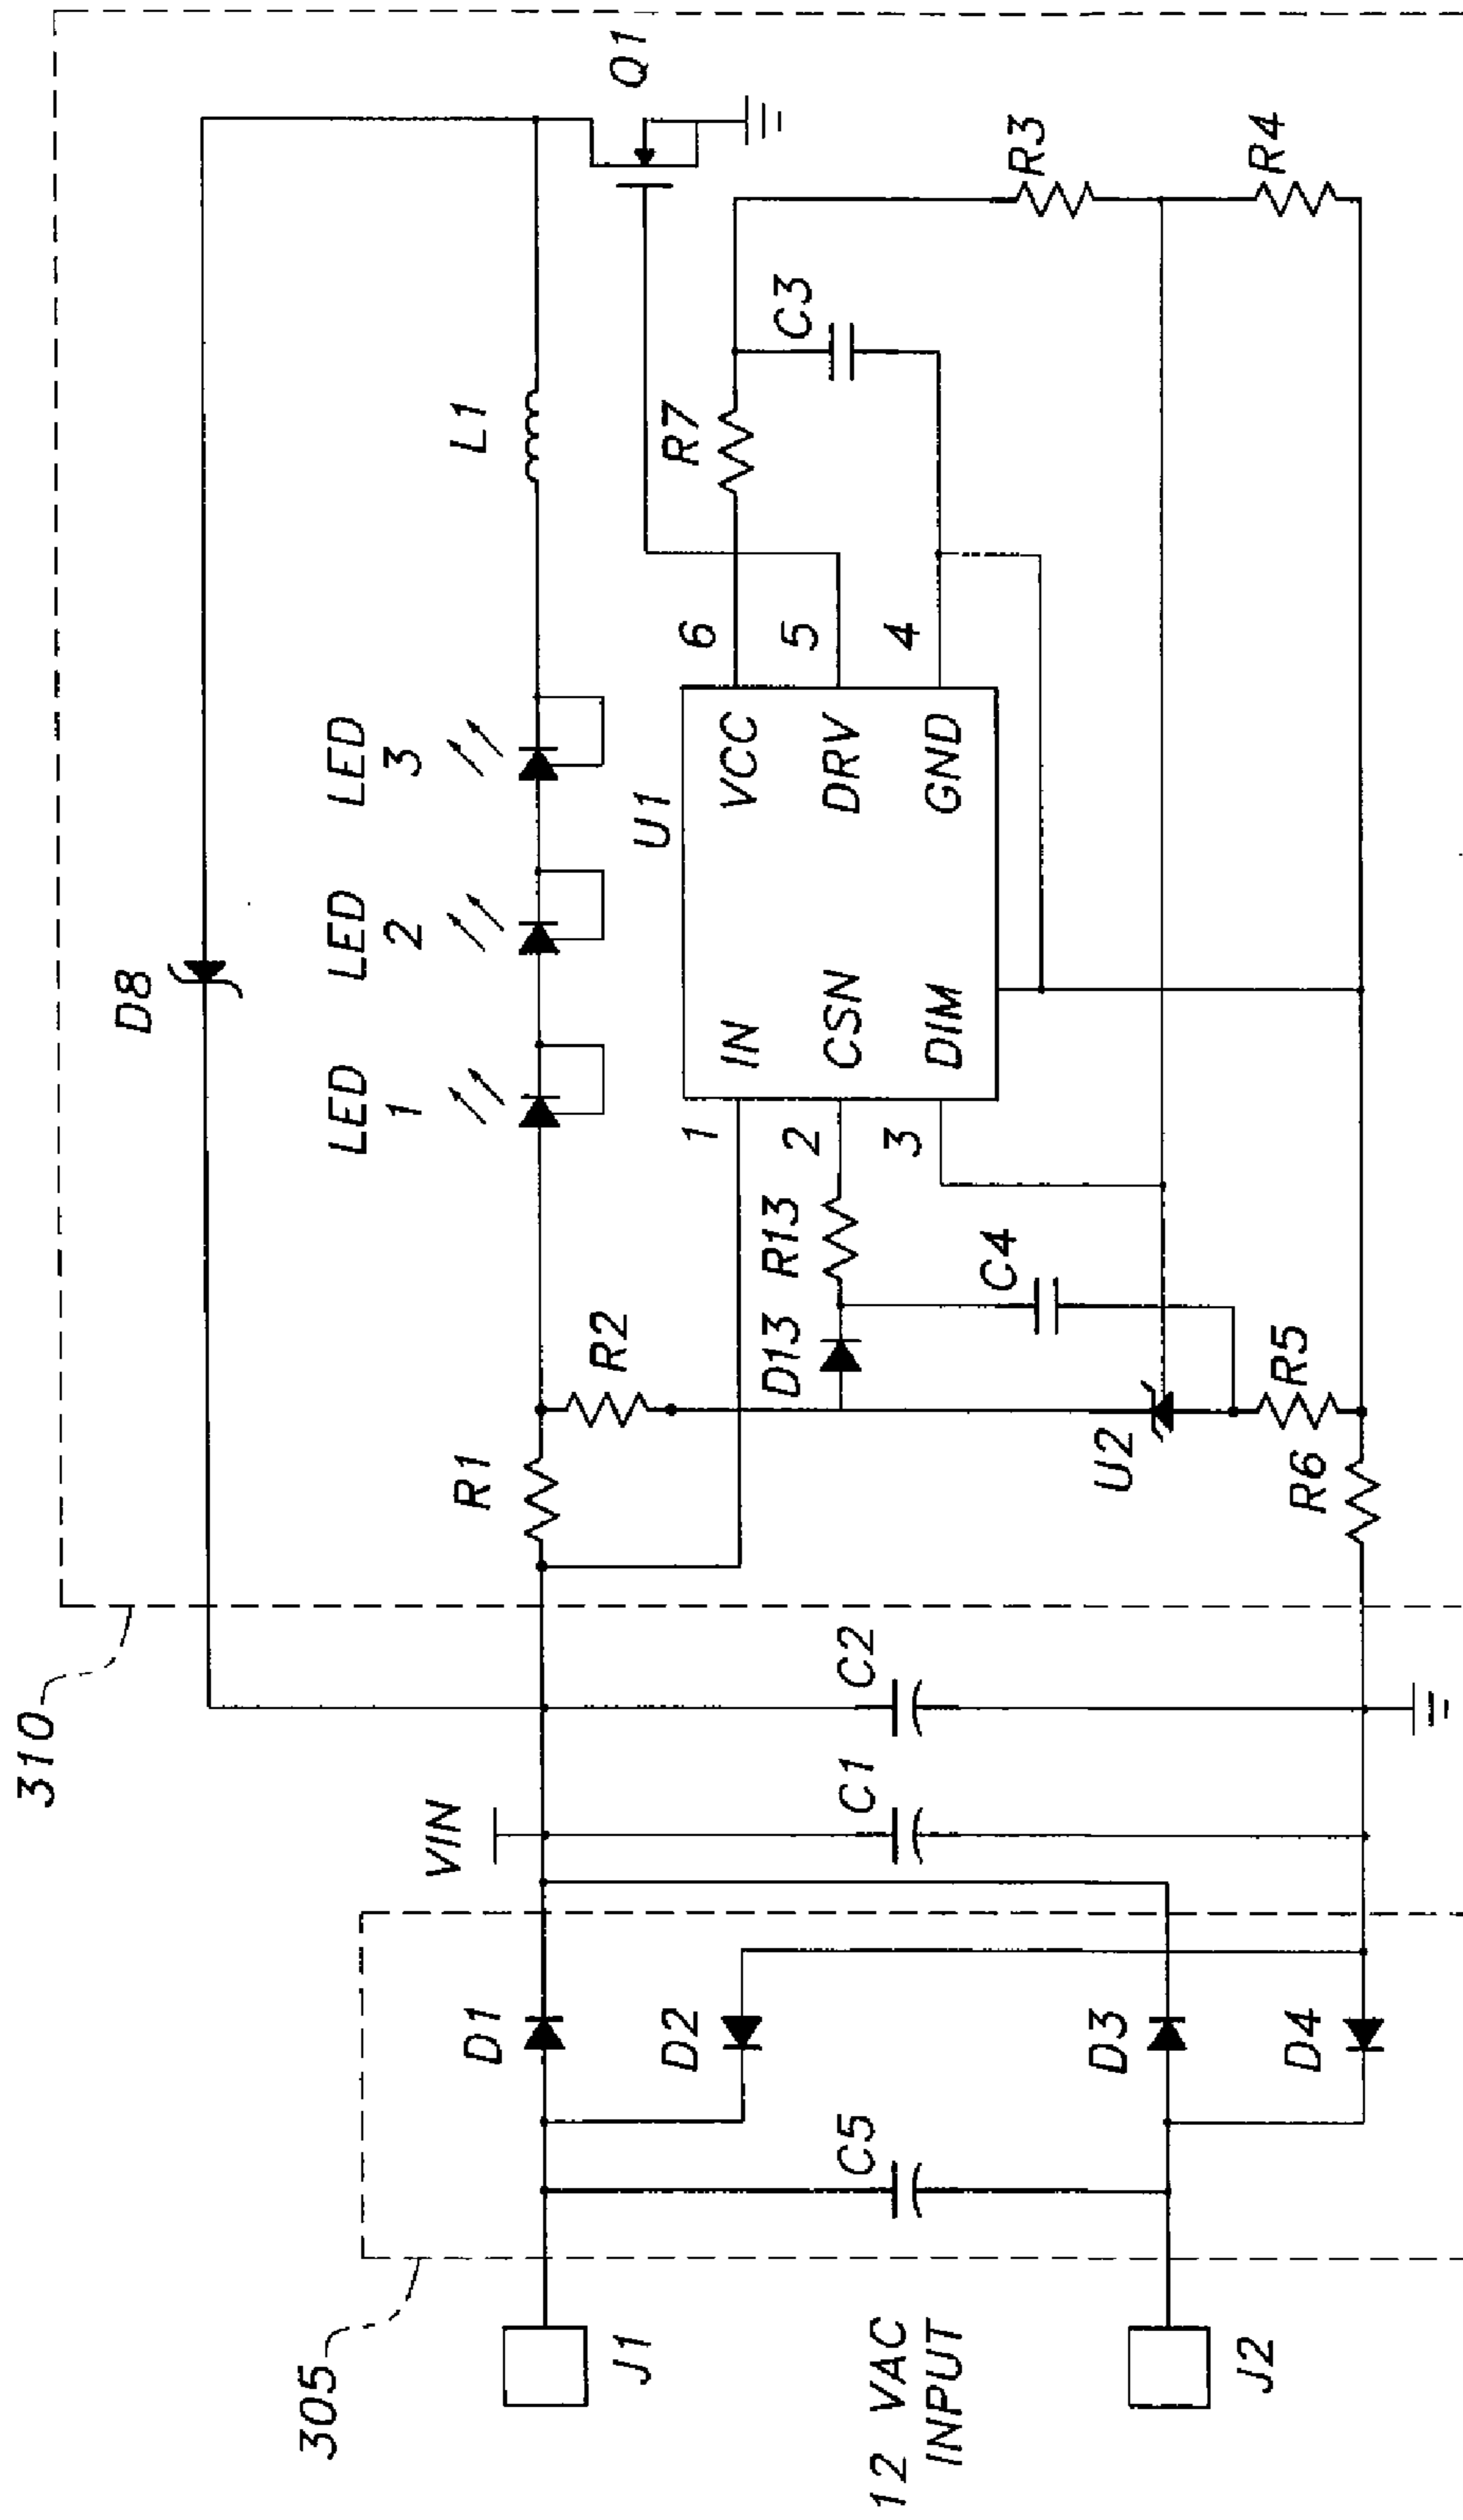 310
D8
LED
1
LED
2
LED
3
L1
Q1
R1
R2
U1
IN
CSN
DIM
VCC
DRV
GND
1
2
3
6
5
4
R7
C3
D13
R13
C4
U2
R5
R6
R3
R4
305
VIN
D1
D2
D3
D4
C5
C1
C2
J1
12 VAC
INPUT
J2